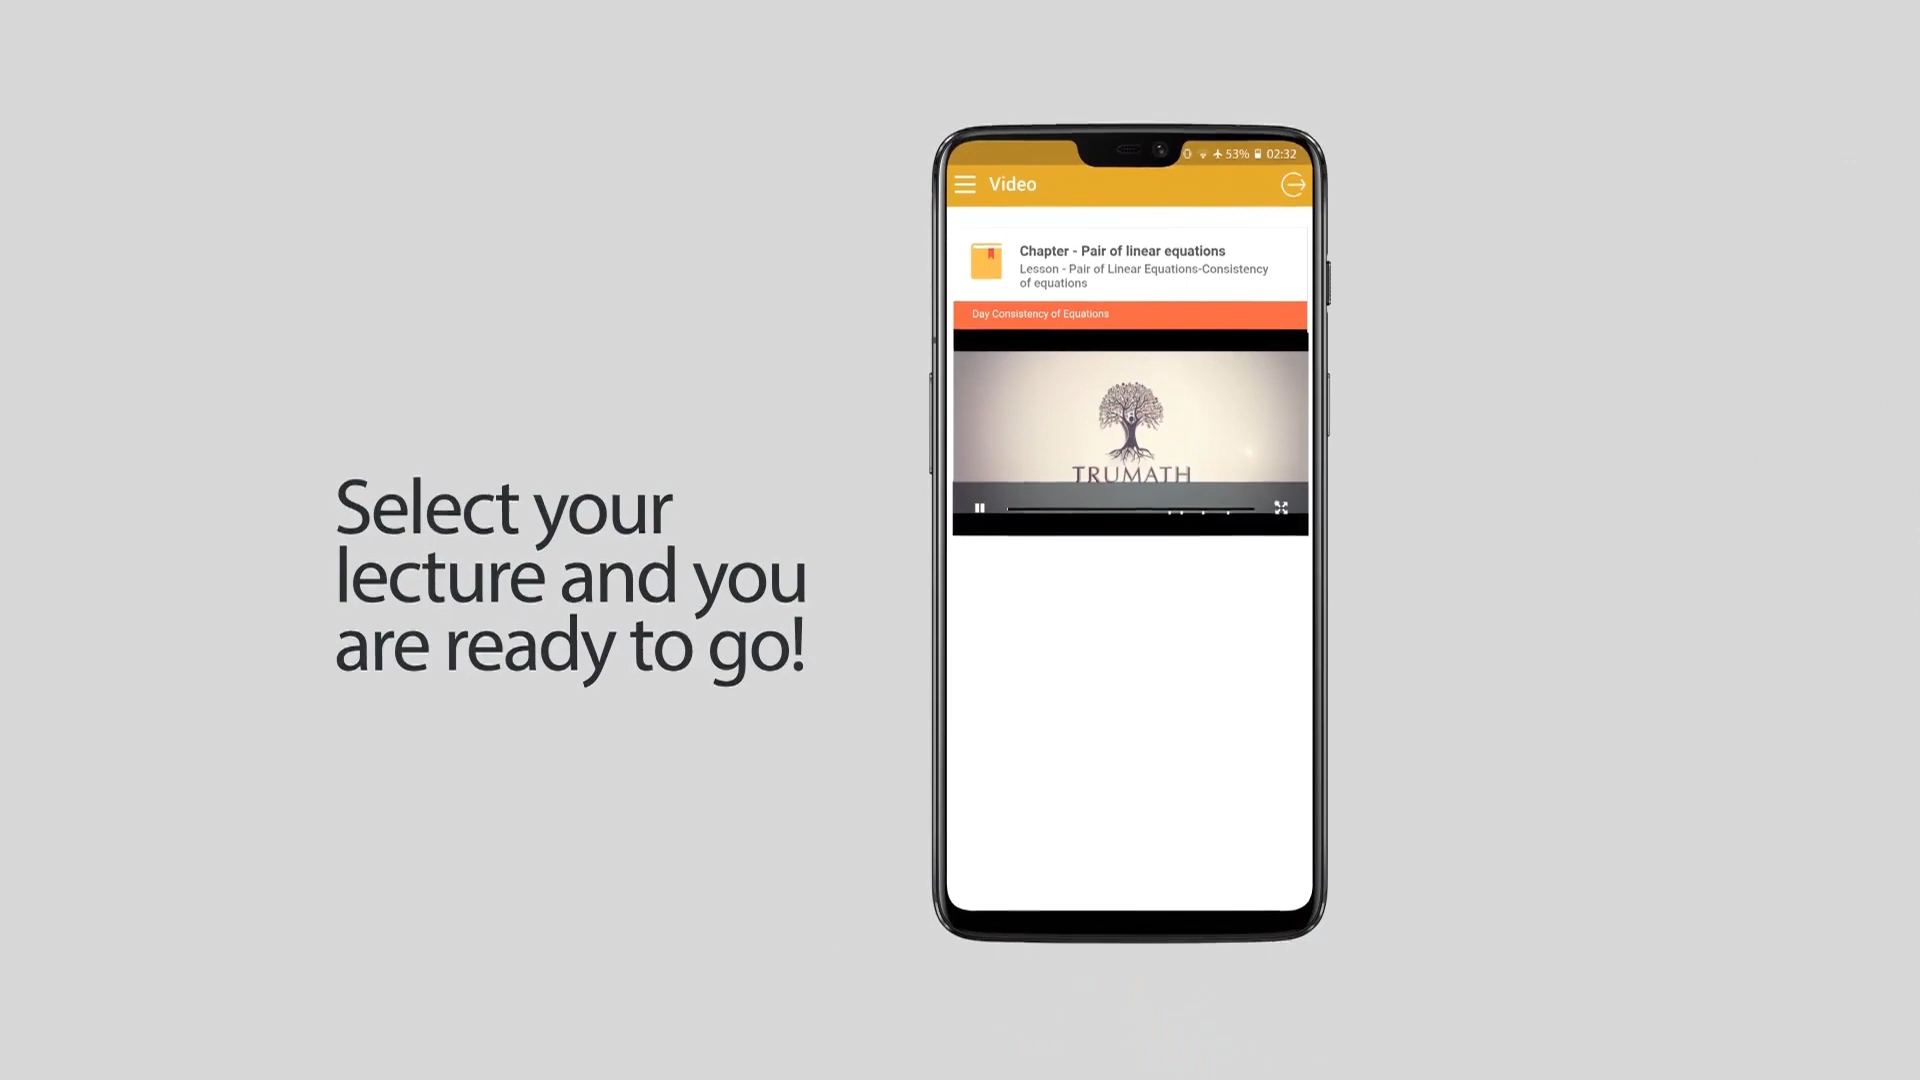 Select your
lecture and you
are ready to go!
53% 02:32
Video
Chapter - Pair of linear equations
Lesson - Pair of Linear Equations-Consistency
of equations
Day Consistency of Equations
TRUMATH